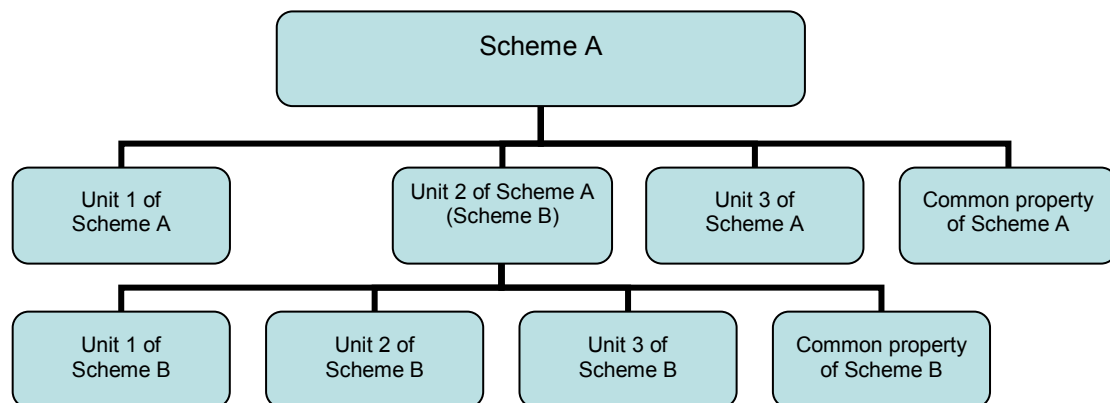 Scheme A
Unit 1 of
Scheme A
Unit 2 of Scheme A
(Scheme B)
Unit 3 of
Scheme A
Common property
of Scheme A
Unit 1 of
Scheme B
Unit 2 of
Scheme B
Unit 3 of
Scheme B
Common property
of Scheme B